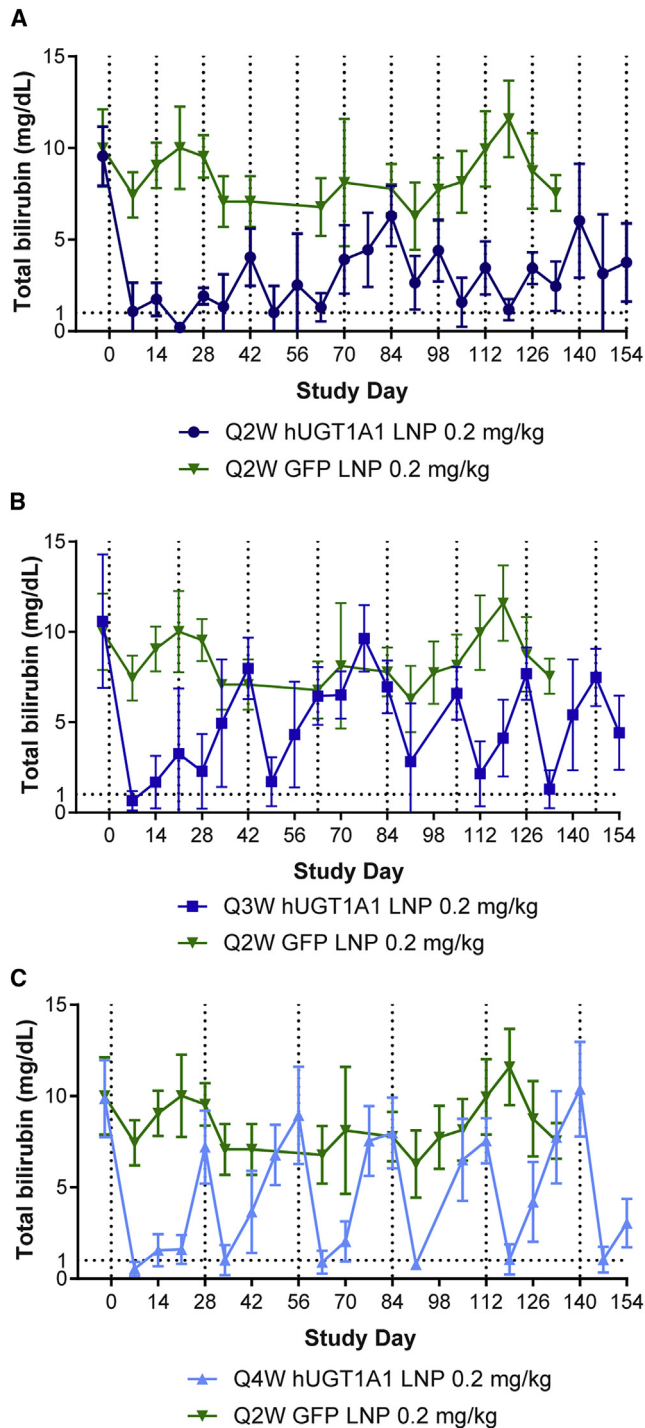 A
Total bilirubin (mg/dL)
15
10
5
1
0
0 14 28 42 56 70 84 98 112 126 140 154
Study Day
Q2W hUGT1A1 LNP 0.2 mg/kg
Q2W GFP LNP 0.2 mg/kg
B
Total bilirubin (mg/dL)
15
10
5
1
0
0 14 28 42 56 70 84 98 112 126 140 154
Study Day
Q3W hUGT1A1 LNP 0.2 mg/kg
Q2W GFP LNP 0.2 mg/kg
C
Total bilirubin (mg/dL)
15
10
5
1
0
0 14 28 42 56 70 84 98 112 126 140 154
Study Day
Q4W hUGT1A1 LNP 0.2 mg/kg
Q2W GFP LNP 0.2 mg/kg